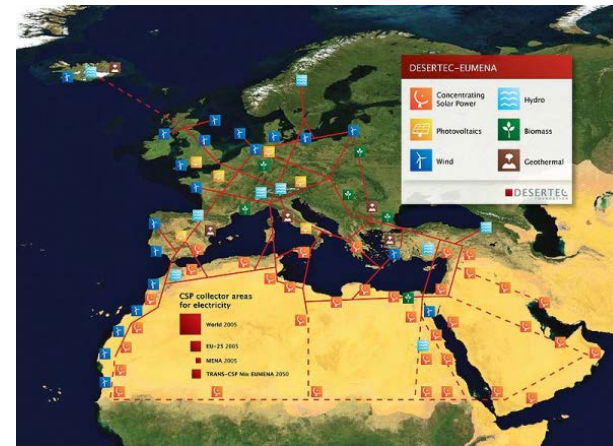 DESERTEC-EUMENA
Concentrating
Solar Power
Hydro
Photovoltaics
Biomass
Wind
Geothermal
DESERTEC
FOUNDATION
CSP collector areas
for electricity
World 2005
EU-25 2005
MENA 2005
TRANS-CSP Mix EUMENA 2050